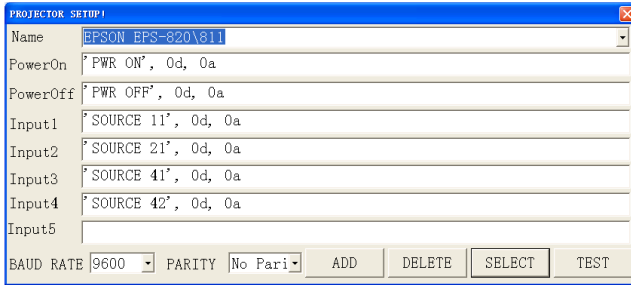 PROJECTOR SETUP!
Name EPSON EPS-820\811
PowerOn 'PWR ON', 0d, 0a
PowerOff 'PWR OFF', 0d, 0a
Input1 'SOURCE 11', 0d, 0a
Input2 'SOURCE 21', 0d, 0a
Input3 'SOURCE 41', 0d, 0a
Input4 'SOURCE 42', 0d, 0a
Input5
BAUD RATE 9600 PARITY No Pari ADD DELETE SELECT TEST